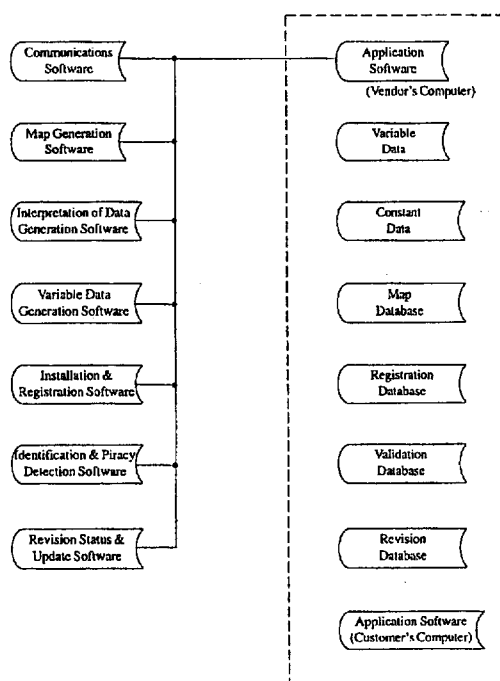 Communications
Software
Map Generation
Software
Interpretation of Data
Generation Software
Variable Data
Generation Software
Installation &
Registration Software
Identification & Piracy
Detection Software
Revision Status &
Update Software
Application
Software
(Vendor's Computer)
Variable
Data
Constant
Data
Map
Database
Registration
Database
Validation
Database
Revision
Database
Application Software
(Customer's Computer)